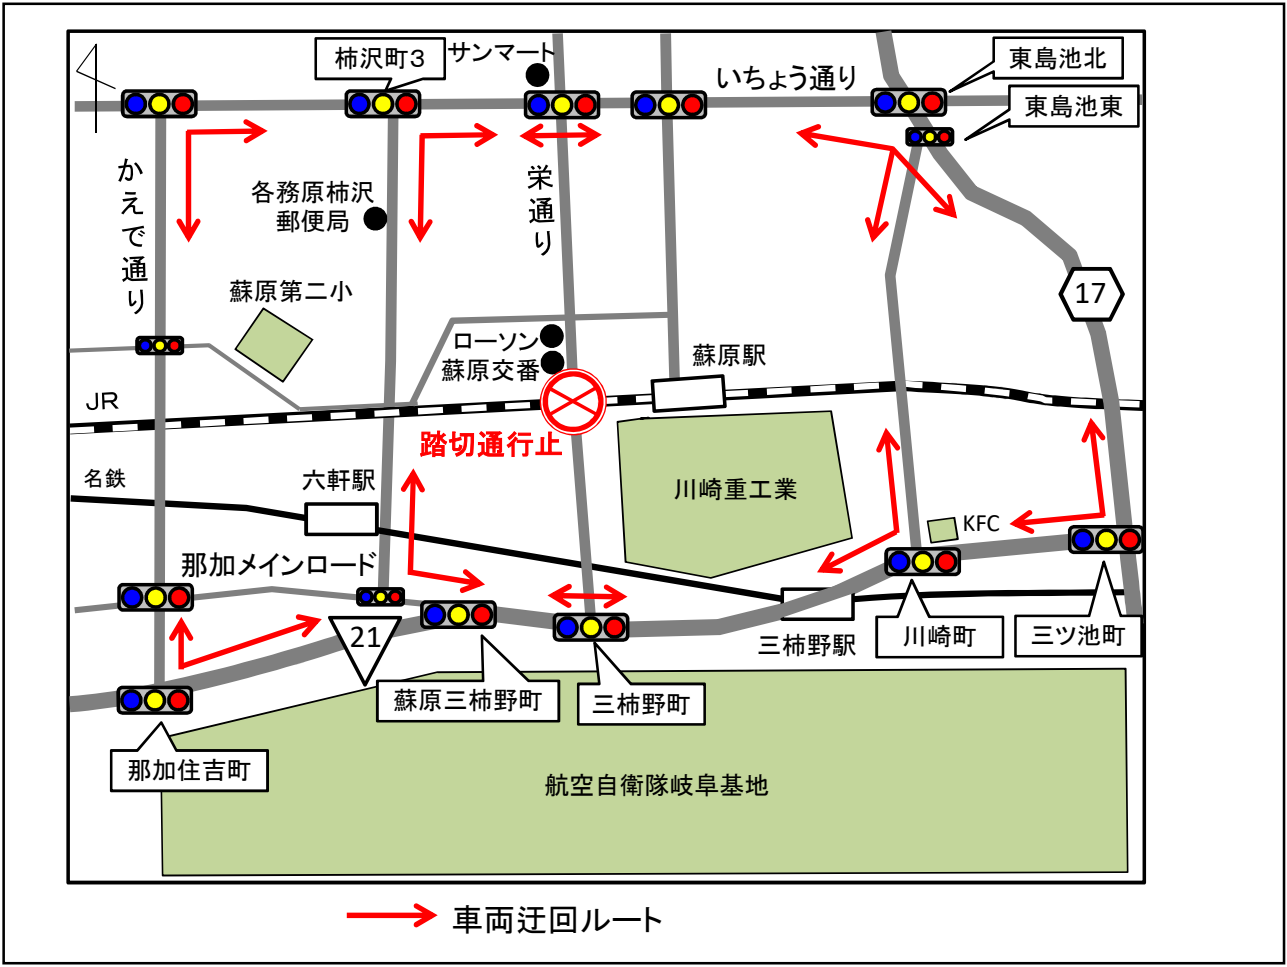 柿沢町3
サンマート
いちょう通り
東島池北
東島池東
かえで通り
各務原柿沢
郵便局
栄通り
蘇原第二小
17
ローソン
蘇原交番
蘇原駅
JR
踏切通行止
名鉄
六軒駅
川崎重工業
KFC
那加メインロード
21
三柿野駅
川崎町
三ツ池町
蘇原三柿野町
三柿野町
那加住吉町
航空自衛隊岐阜基地
車両迂回ルート